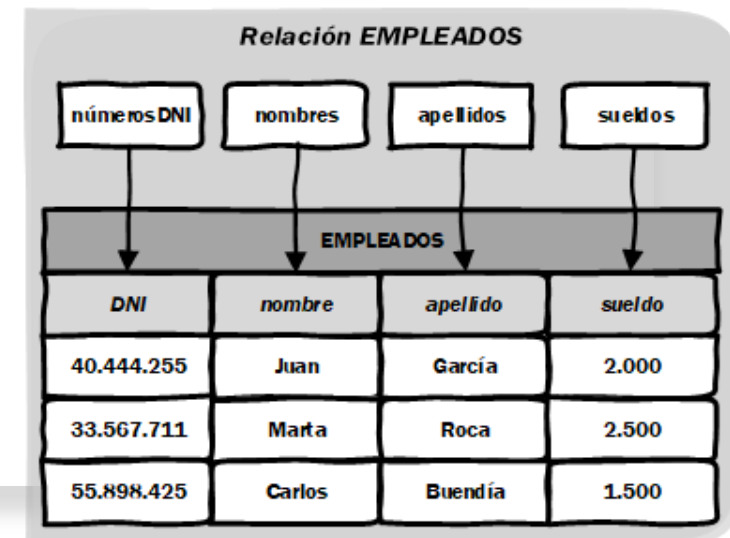 Relación EMPLEADOS
númerosDNI nombres apellidos sueldos
EMPLEADOS
DNI nombre apellido sueldo
40.444.255 Juan García 2.000
33.567.711 Marta Roca 2.500
55.898.425 Carlos Buendía 1.500